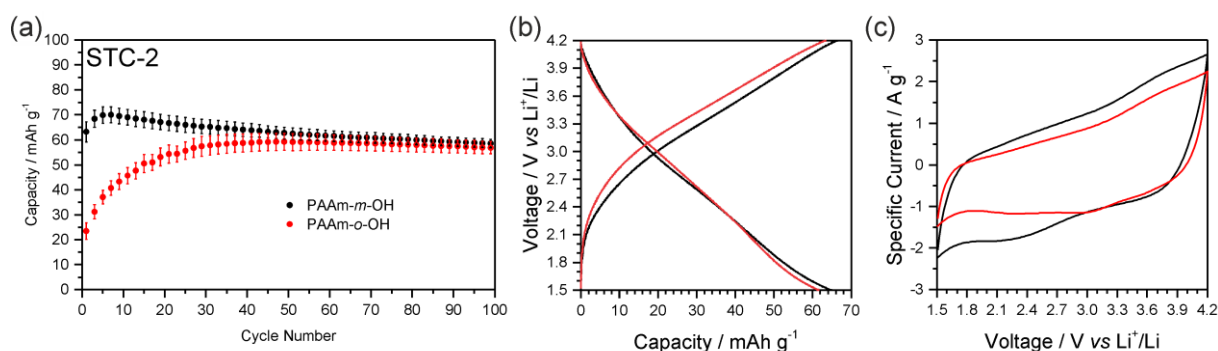 (a)
STC-2
100
90
80
70
60
50
40
30
20
10
0
Capacity / mAh g⁻¹
PAAm-m-OH
PAAm-o-OH
0 10 20 30 40 50 60 70 80 90 100
Cycle Number
(b)
4.2
3.9
3.6
3.3
3.0
2.7
2.4
2.1
1.8
1.5
Voltage / V vs Li⁺/Li
0 10 20 30 40 50 60 70
Capacity / mAh g⁻¹
(c)
3
2
1
0
-1
-2
-3
Specific Current / A g⁻¹
1.5 1.8 2.1 2.4 2.7 3.0 3.3 3.6 3.9 4.2
Voltage / V vs Li⁺/Li